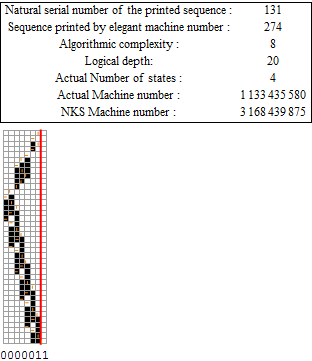 Natural serial number of the printed sequence : 131
Sequence printed by elegant machine number : 274
Algorithmic complexity : 8
Logical depth: 20
Actual Number of states : 4
Actual Machine number : 1 133 435 580
NKS Machine number : 3 168 439 875
0000011